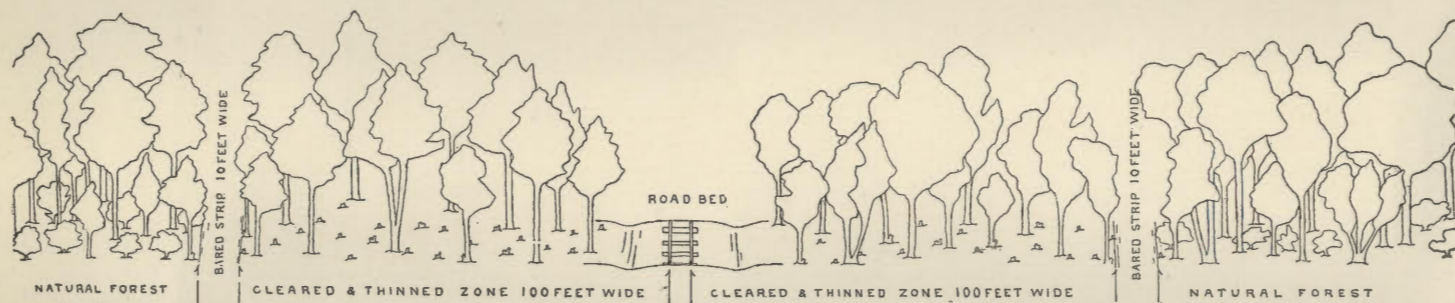 ROAD BED
BARED STRIP 10 FEET WIDE
BARED STRIP 10 FEET WIDE
NATURAL FOREST
CLEARED & THINNED ZONE 100 FEET WIDE
CLEARED & THINNED ZONE 100 FEET WIDE
NATURAL FOREST